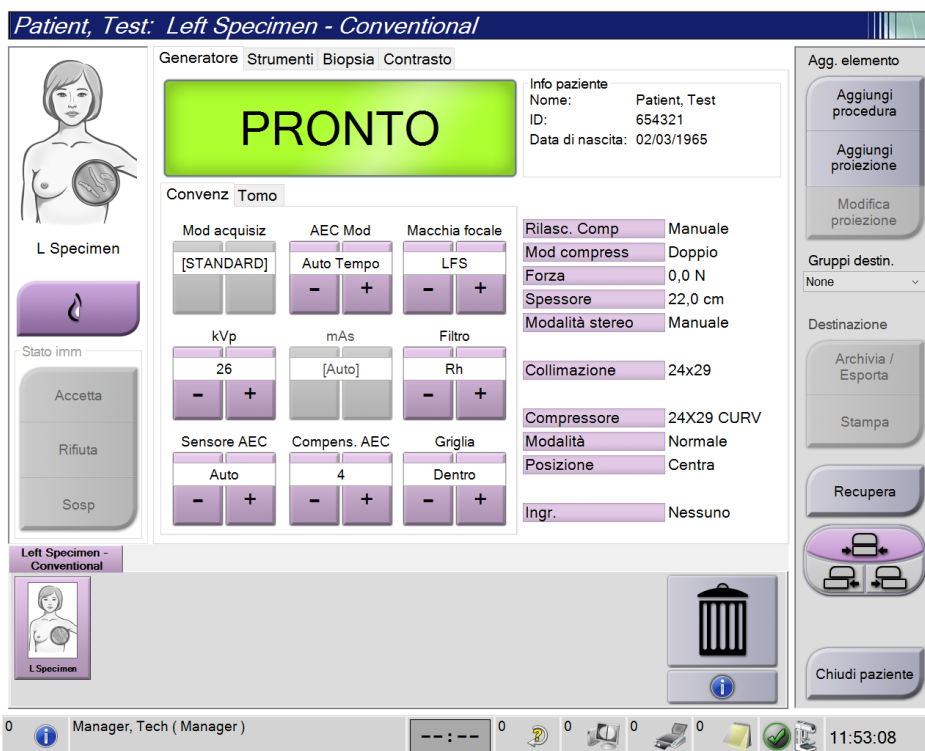 Patient, Test:  Left Specimen - Conventional
Generatore Strumenti Biopsia Contrasto
PRONTO
Info paziente
Nome: Patient, Test
ID: 654321
Data di nascita: 02/03/1965
L Specimen
Stato imm
Accetta
Rifiuta
Sosp
Convenz Tomo
Mod acquisiz
[STANDARD]
AEC Mod
Auto Tempo
- +
Macchia focale
LFS
- +
kVp
26
- +
mAs
[Auto]
Filtro
Rh
- +
Sensore AEC
Auto
- +
Compens. AEC
4
- +
Griglia
Dentro
- +
Rilasc. Comp Manuale
Mod compress Doppio
Forza 0,0 N
Spessore 22,0 cm
Modalità stereo Manuale
Collimazione 24x29
Compressore 24X29 CURV
Modalità Normale
Posizione Centra
Ingr. Nessuno
Agg. elemento
Aggiungi
procedura
Aggiungi
proiezione
Modifica
proiezione
Gruppi destin.
None
Destinazione
Archivia /
Esporta
Stampa
Recupera
Chiudi paziente
Left Specimen -
Conventional
L Specimen
0 Manager, Tech ( Manager ) --:-- 0 0 0 0 11:53:08